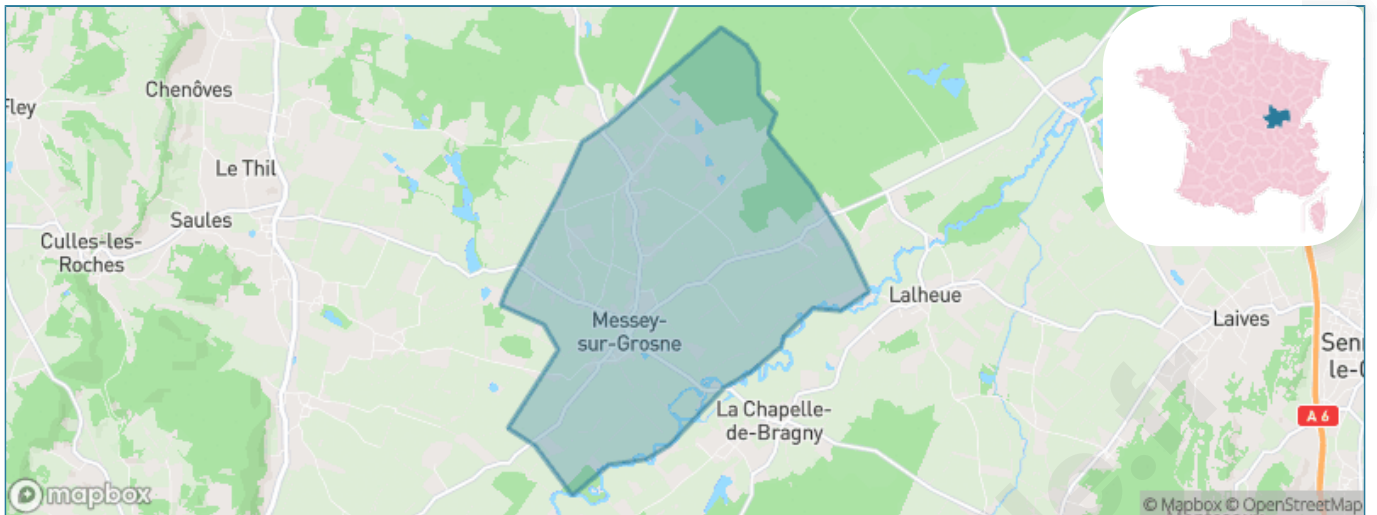 Chenôves
Fley
Le Thil
Saules
Culles-les-
Roches
Messey-
sur-Grosne
Lalheue
Laives
La Chapelle-
de-Bragny
A 6
mapbox
© Mapbox © OpenStreetMap